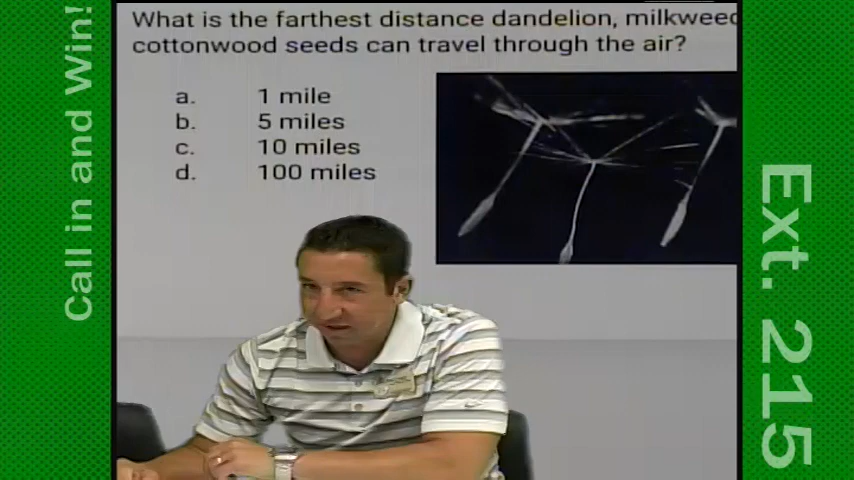 What is the farthest distance dandelion, milkweed
cottonwood seeds can travel through the air?
a. 1 mile
b. 5 miles
c. 10 miles
d. 100 miles
Call in and Win!
Ext. 2115